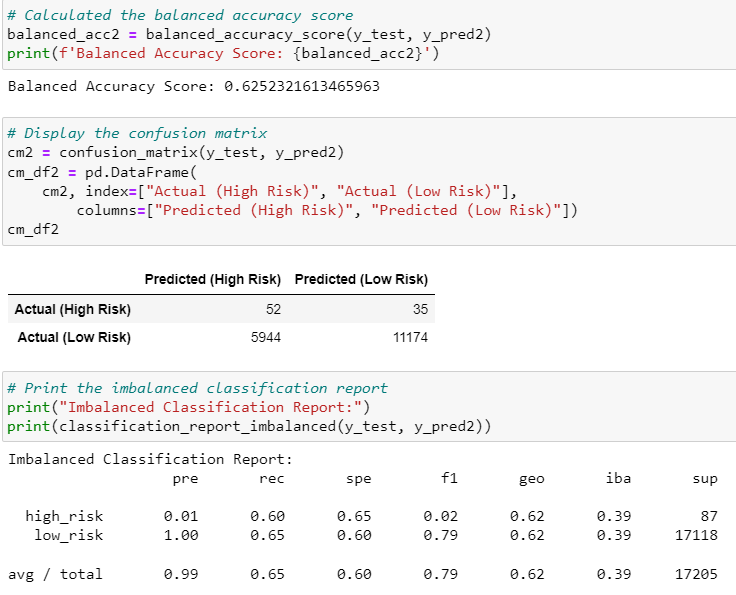 # Calculated the balanced accuracy score
balanced_acc2 = balanced_accuracy_score(y_test, y_pred2)
print(f'Balanced Accuracy Score: {balanced_acc2}')
Balanced Accuracy Score: 0.6252321613465963
# Display the confusion matrix
cm2 = confusion_matrix(y_test, y_pred2)
cm_df2 = pd.DataFrame(
    cm2, index=["Actual (High Risk)", "Actual (Low Risk)"],
        columns=["Predicted (High Risk)", "Predicted (Low Risk)"])
cm_df2
Predicted (High Risk) Predicted (Low Risk)
Actual (High Risk) 52 35
Actual (Low Risk) 5944 11174
# Print the imbalanced classification report
print("Imbalanced Classification Report:")
print(classification_report_imbalanced(y_test, y_pred2))
Imbalanced Classification Report:
pre rec spe f1 geo iba sup
high_risk 0.01 0.60 0.65 0.02 0.62 0.39 87
low_risk 1.00 0.65 0.60 0.79 0.62 0.39 17118
avg / total 0.99 0.65 0.60 0.79 0.62 0.39 17205